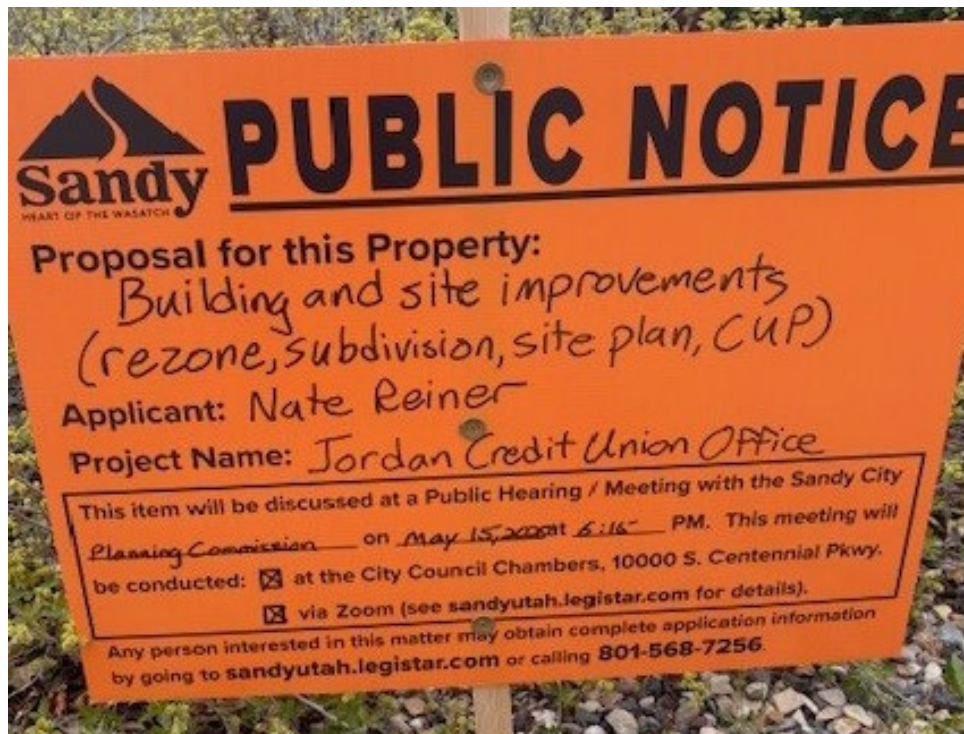 Sandy
HEART OF THE WASATCH
PUBLIC NOTICE
Proposal for this Property:
Building and site improvements
(rezone, subdivision, site plan, CUP)
Applicant: Nate Reiner
Project Name: Jordan Credit Union Office
This item will be discussed at a Public Hearing / Meeting with the Sandy City
Planning Commission on May 15, at 6:15 PM. This meeting will
be conducted: ☒ at the City Council Chambers, 10000 S. Centennial Pkwy.
☒ via Zoom (see sandyutah.legistar.com for details).
Any person interested in this matter may obtain complete application information
by going to sandyutah.legistar.com or calling 801-568-7256.